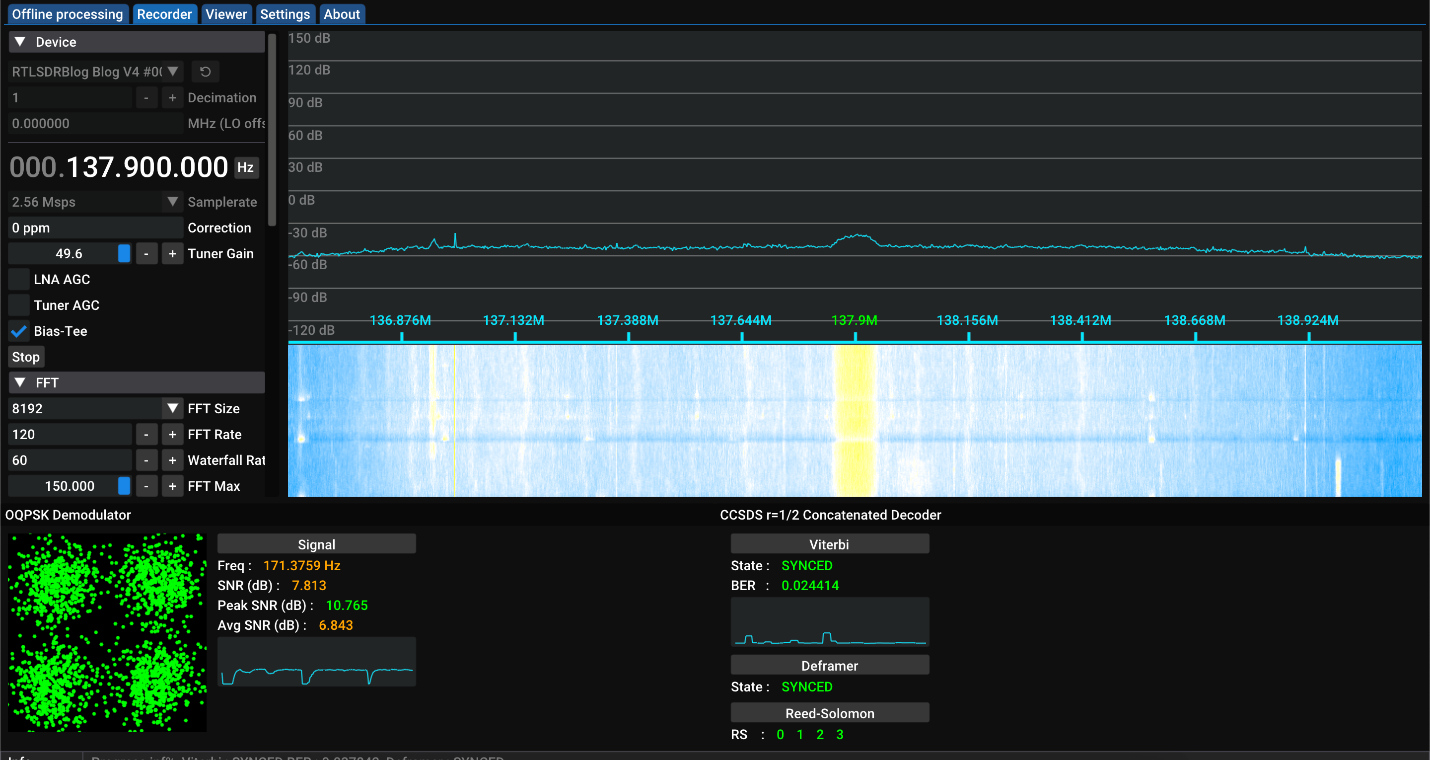 Offline processing Recorder Viewer Settings About
Device
RTLSDRBlog Blog V4 #0
1 - + Decimation
0.000000 MHz (LO offs
000.137.900.000 Hz
2.56 Msps Samplerate
0 ppm Correction
49.6 - + Tuner Gain
LNA AGC
Tuner AGC
Bias-Tee
Stop
FFT
8192 FFT Size
120 - + FFT Rate
60 - + Waterfall Rat
150.000 - + FFT Max
150 dB
120 dB
90 dB
60 dB
30 dB
0 dB
-30 dB
-60 dB
-90 dB
-120 dB
136.876M 137.132M 137.388M 137.644M 137.9M 138.156M 138.412M 138.668M 138.924M
OQPSK Demodulator
Signal
Freq : 171.3759 Hz
SNR (dB) : 7.813
Peak SNR (dB) : 10.765
Avg SNR (dB) : 6.843
CCSDS r=1/2 Concatenated Decoder
Viterbi
State : SYNCED
BER : 0.024414
Deframer
State : SYNCED
Reed-Solomon
RS : 0 1 2 3